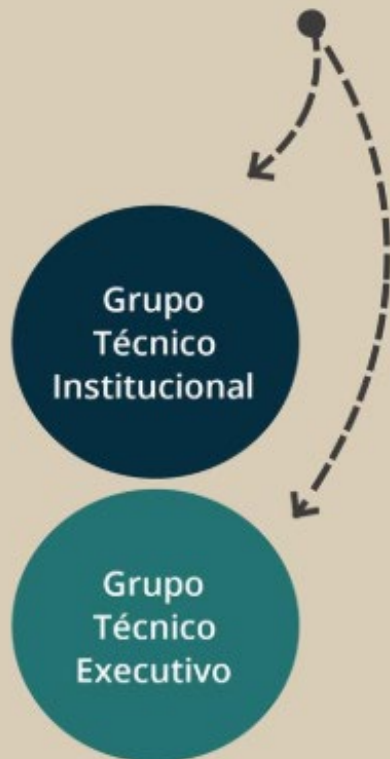 Grupo
Técnico
Institucional
Grupo
Técnico
Executivo